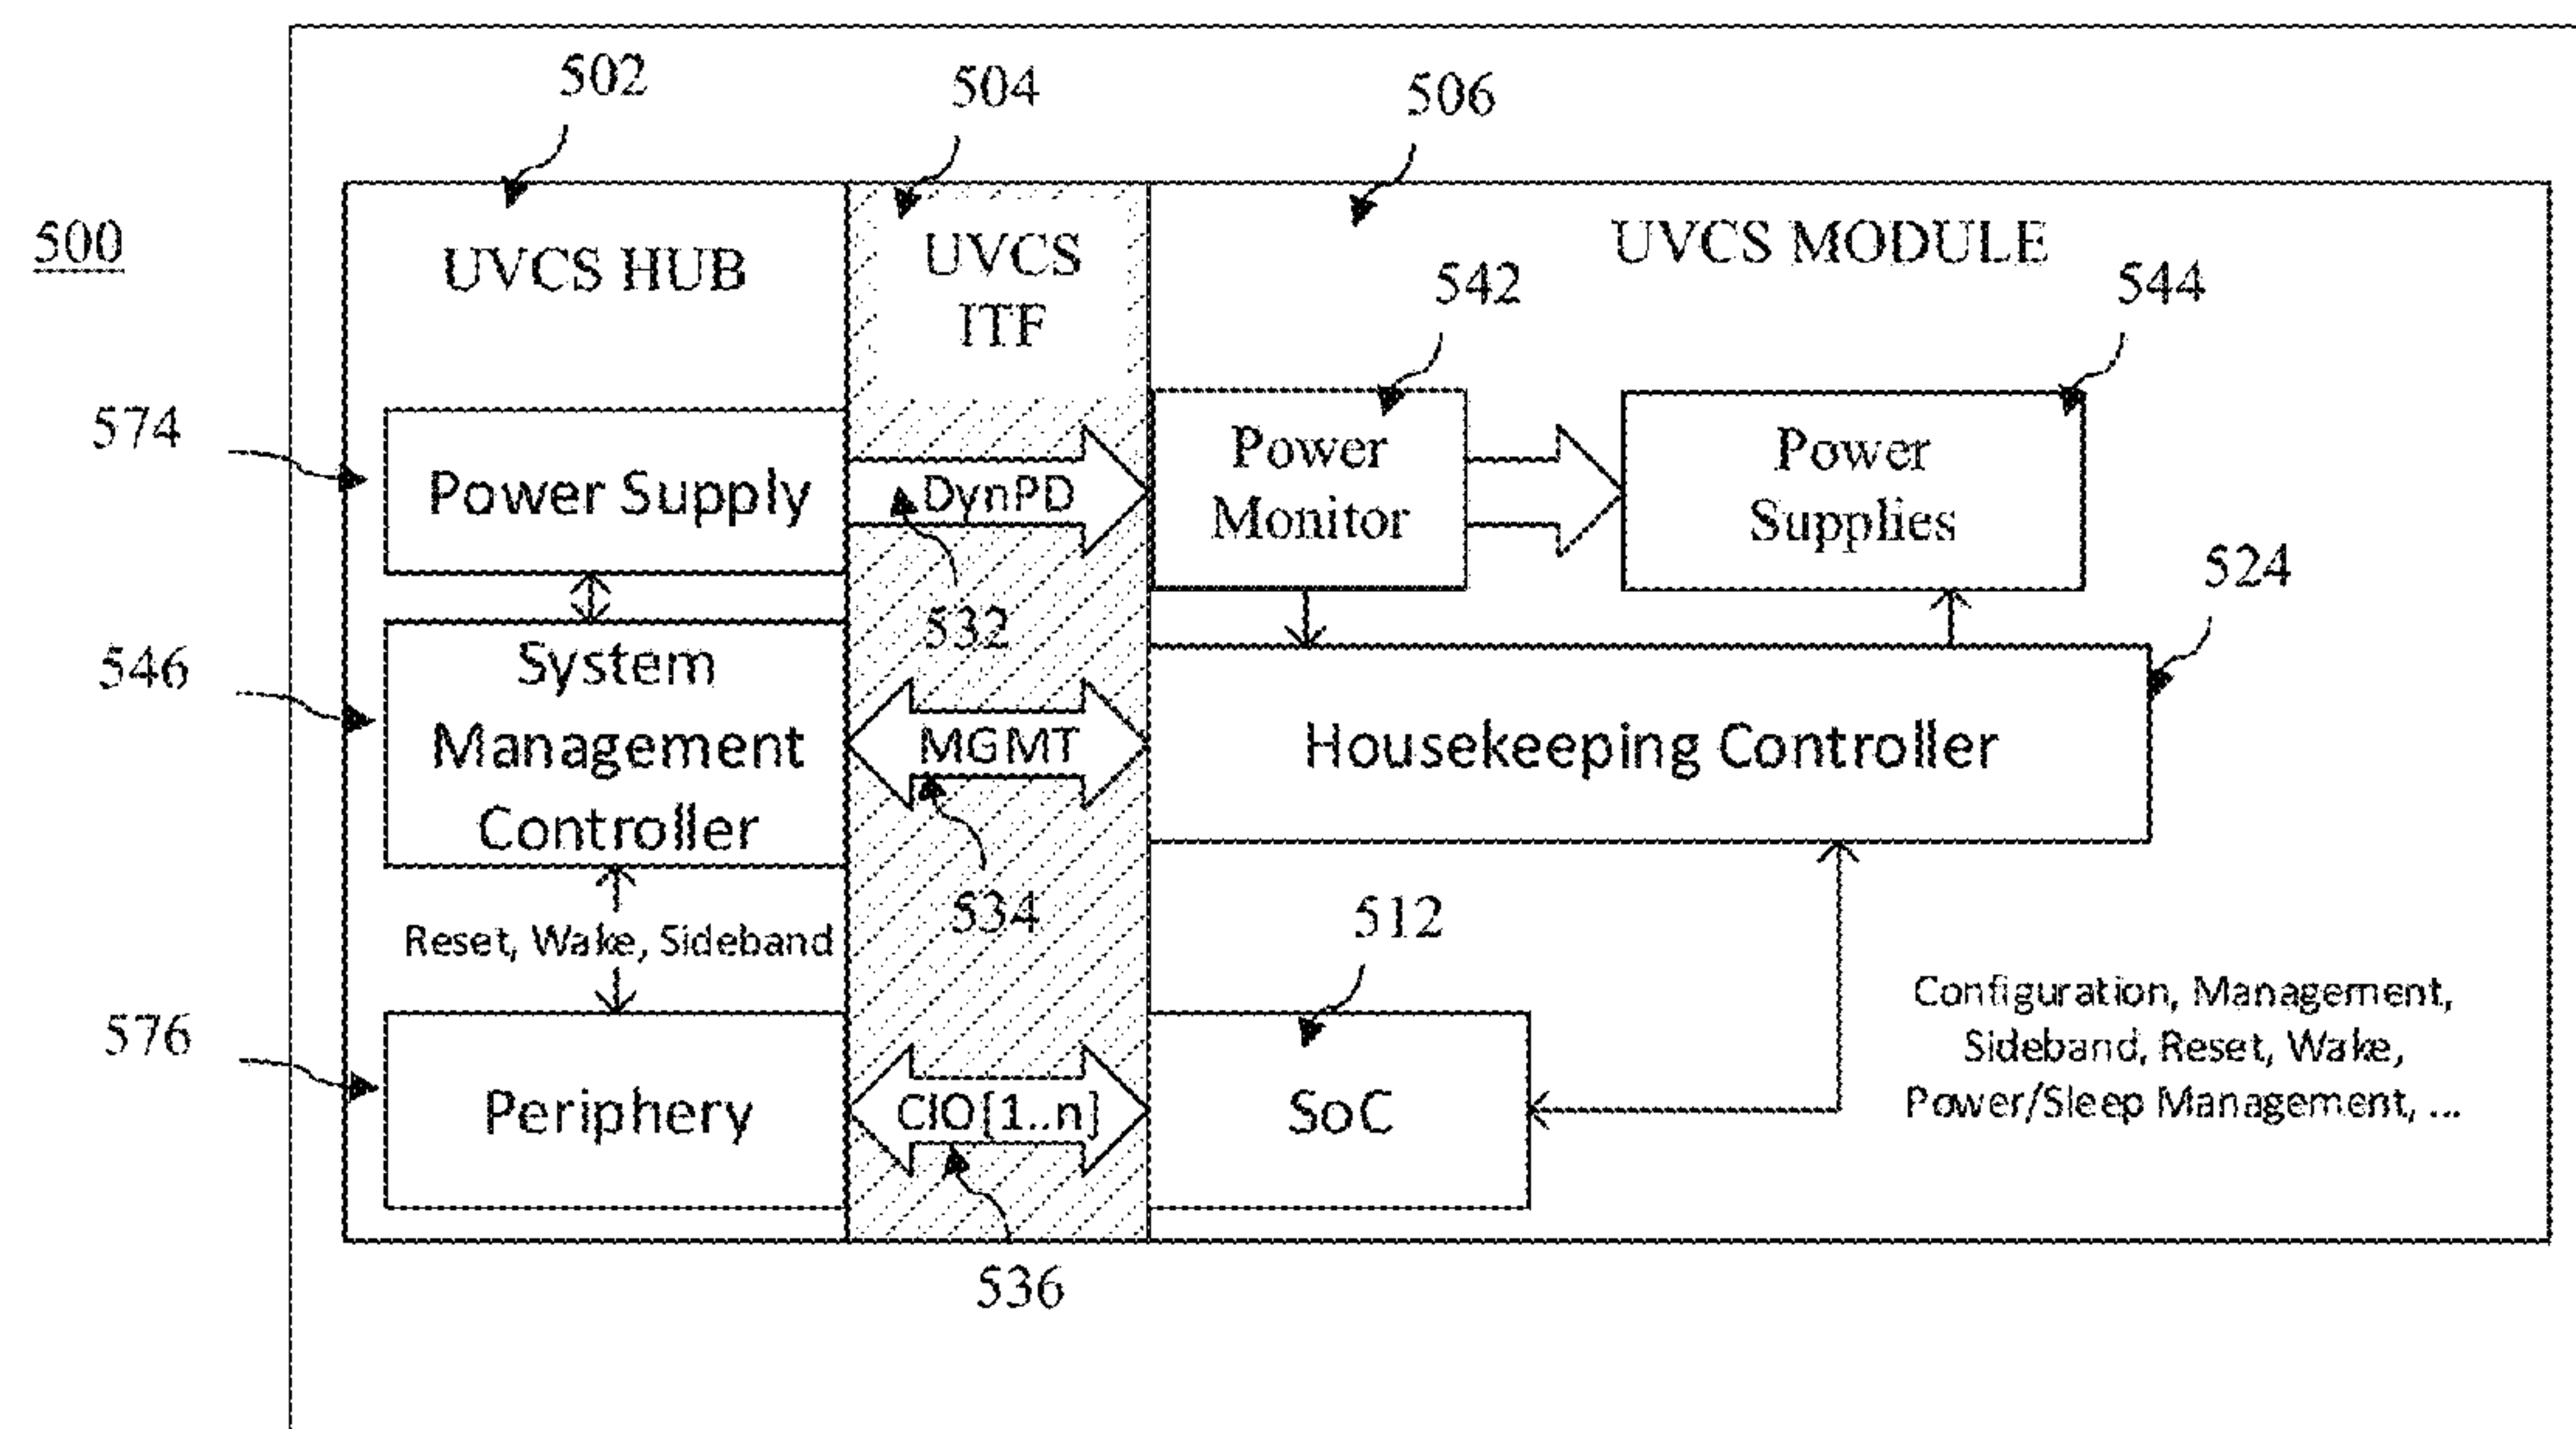 502
504
506
500
UVCS HUB
UVCS
ITF
UVCS MODULE
542
544
574
Power Supply
DynPD
Power
Monitor
Power
Supplies
532
524
546
System
Management
Controller
MGMT
Housekeeping Controller
534
512
Reset, Wake, Sideband
576
Periphery
CIO[1..n]
SoC
Configuration, Management,
Sideband, Reset, Wake,
Power/Sleep Management, ...
536